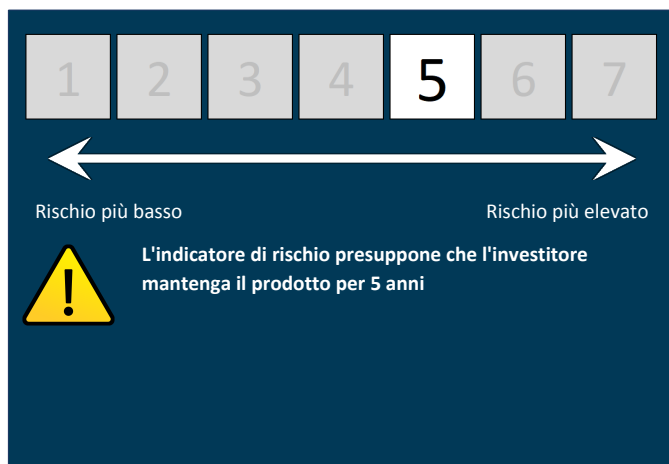 1 2 3 4 5 6 7
Rischio più basso Rischio più elevato
L'indicatore di rischio presuppone che l'investitore
mantenga il prodotto per 5 anni